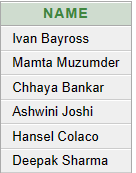 NAME
Ivan Bayross
Mamta Muzumder
Chhaya Bankar
Ashwini Joshi
Hansel Colaco
Deepak Sharma